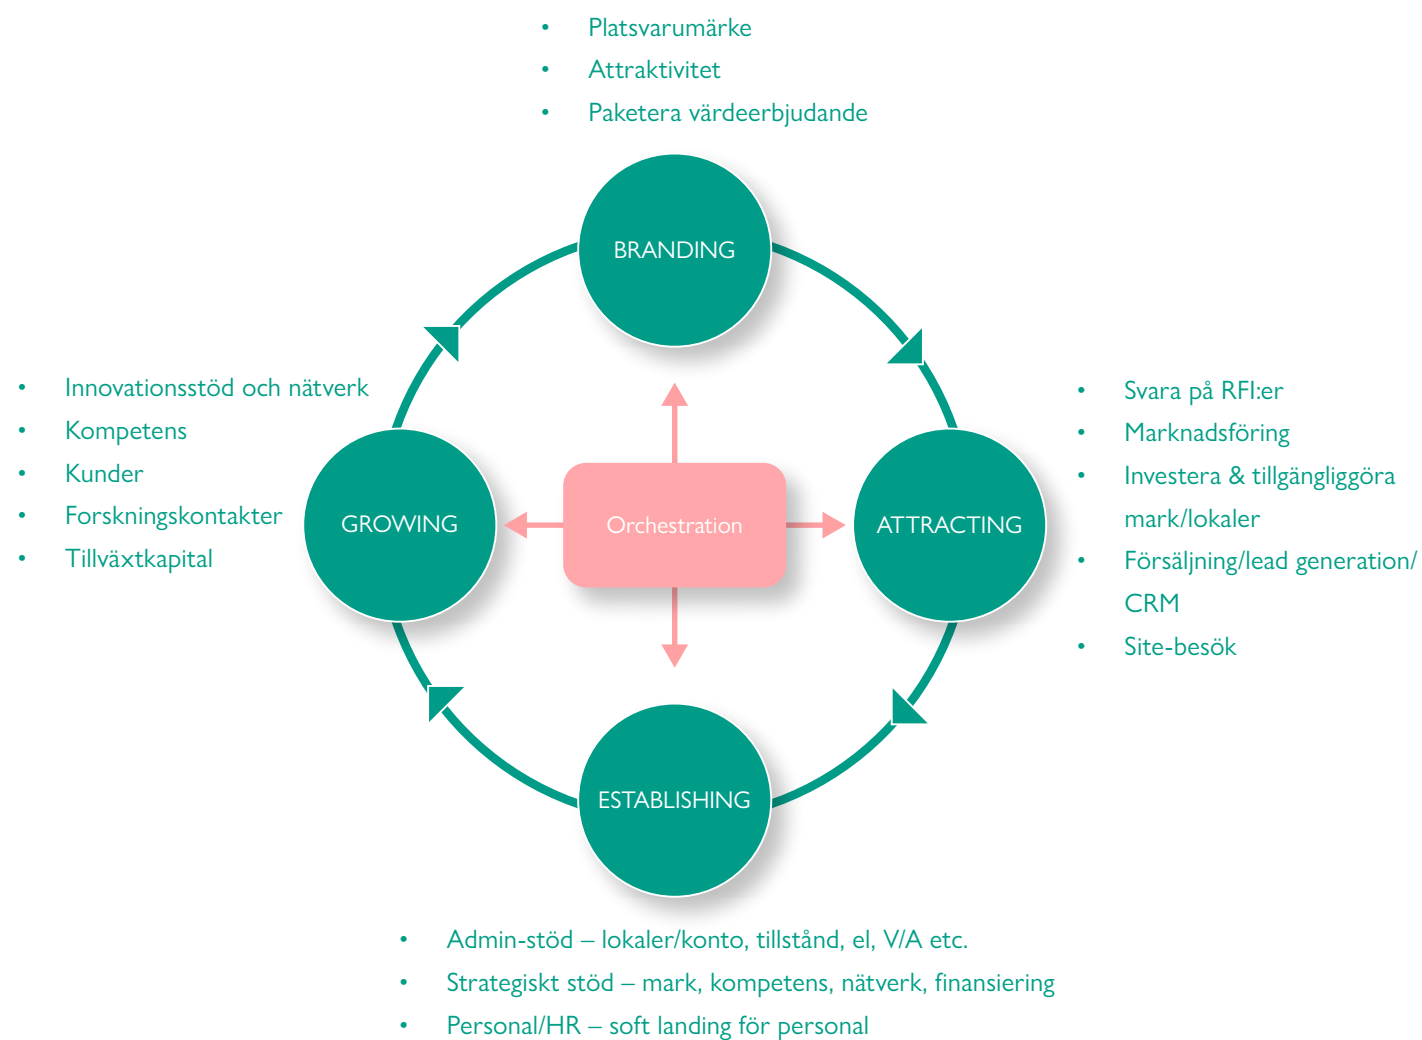 • Platsvarumärke
• Attraktivitet
• Paketera värdeerbjudande
BRANDING
• Innovationsstöd och nätverk
• Kompetens
• Kunder
• Forskningskontakter
• Tillväxtkapital
GROWING
Orchestration
ATTRACTING
• Svara på RFI:er
• Marknadsföring
• Investera & tillgängliggöra
mark/lokaler
• Försäljning/lead generation/
CRM
• Site-besök
ESTABLISHING
• Admin-stöd – lokaler/konto, tillstånd, el, V/A etc.
• Strategiskt stöd – mark, kompetens, nätverk, finansiering
• Personal/HR – soft landing för personal